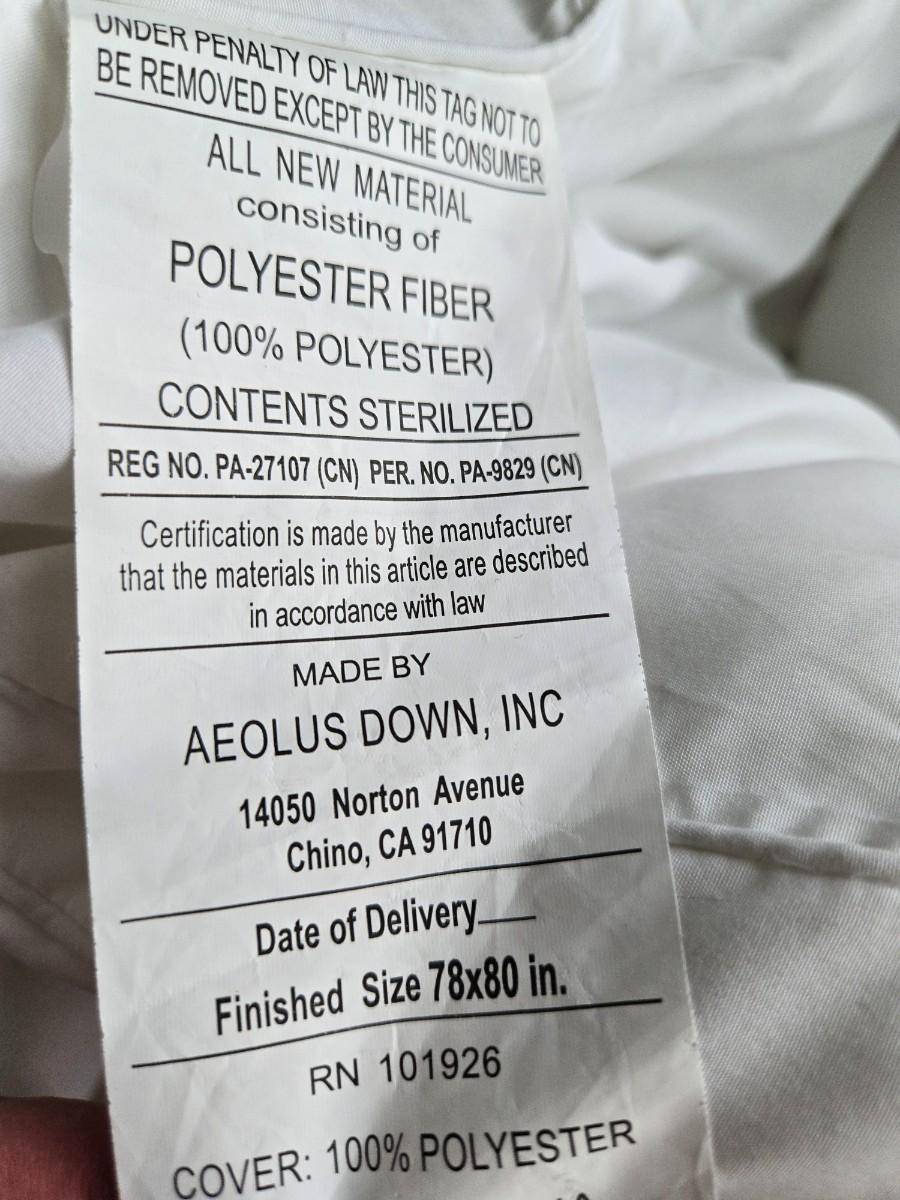 UNDER PENALTY OF LAW THIS TAG NOT TO
BE REMOVED EXCEPT BY THE CONSUMER
ALL NEW MATERIAL
consisting of
POLYESTER FIBER
(100% POLYESTER)
CONTENTS STERILIZED
REG NO. PA-27107 (CN) PER. NO. PA-9829 (CN)
Certification is made by the manufacturer
that the materials in this article are described
in accordance with law
MADE BY
AEOLUS DOWN, INC
14050 Norton Avenue
Chino, CA 91710
Date of Delivery___
Finished Size 78x80 in.
RN 101926
COVER: 100% POLYESTER